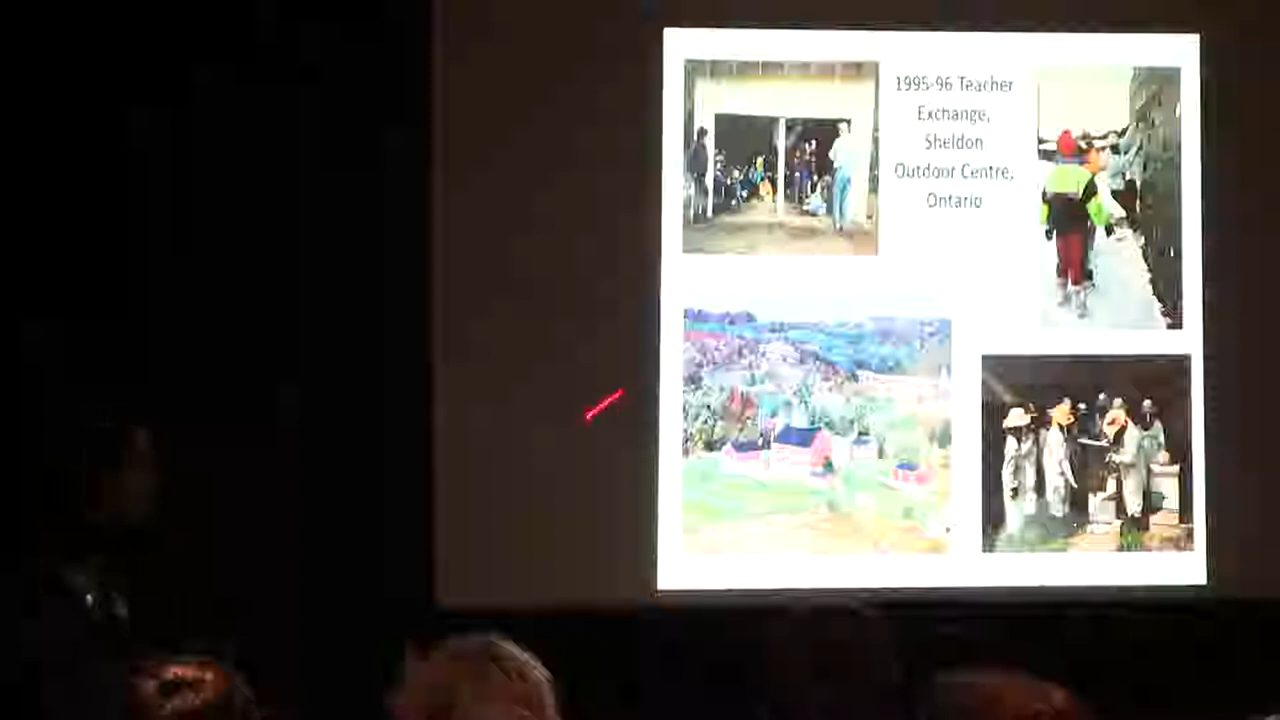 1995-96 Teacher
Exchange,
Sheldon
Outdoor Centre,
Ontario